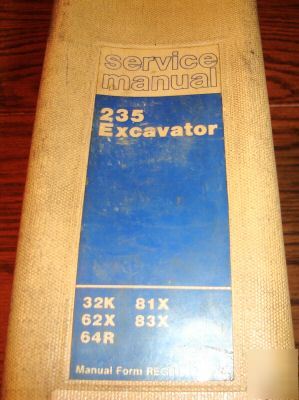 service
manual
235
Excavator
32K 81X
62X 83X
64R
Manual Form